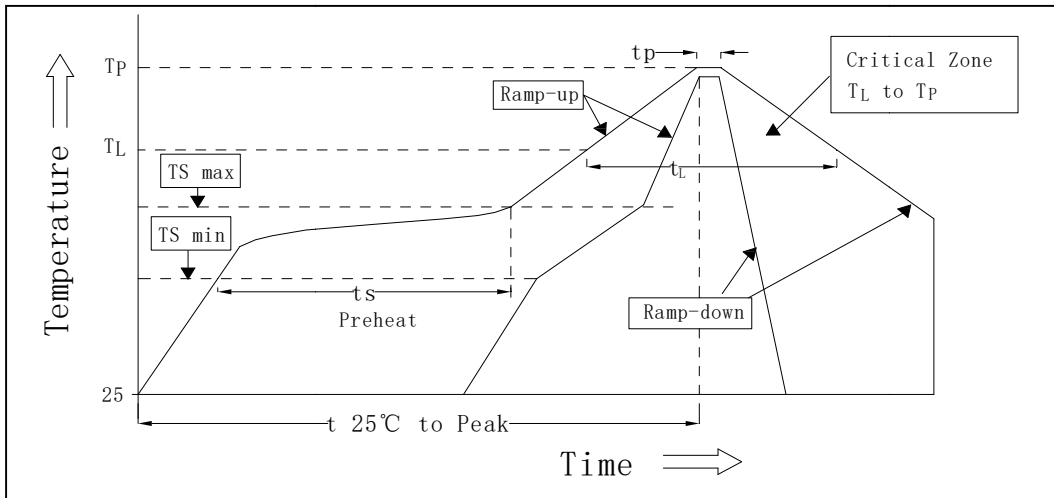 tp
Critical Zone
TL to TP
TP
Ramp-up
TL
TS max
tL
TS min
ts
Preheat
Ramp-down
Temperature
25
t 25℃ to Peak
Time